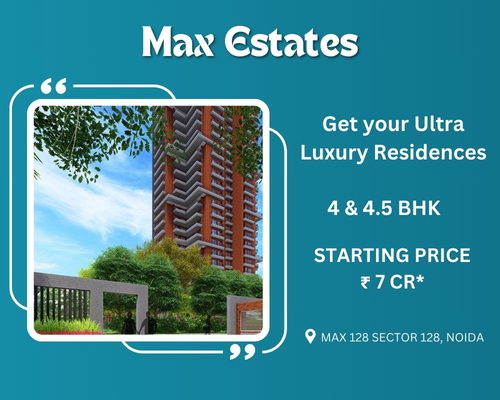 Max Estates
Get your Ultra
Luxury Residences
4 & 4.5 BHK
STARTING PRICE
₹ 7 CR*
MAX 128 SECTOR 128, NOIDA